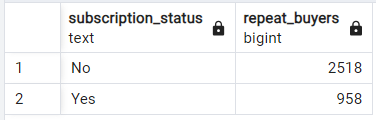 subscription_status repeat_buyers
text bigint
1 No 2518
2 Yes 958